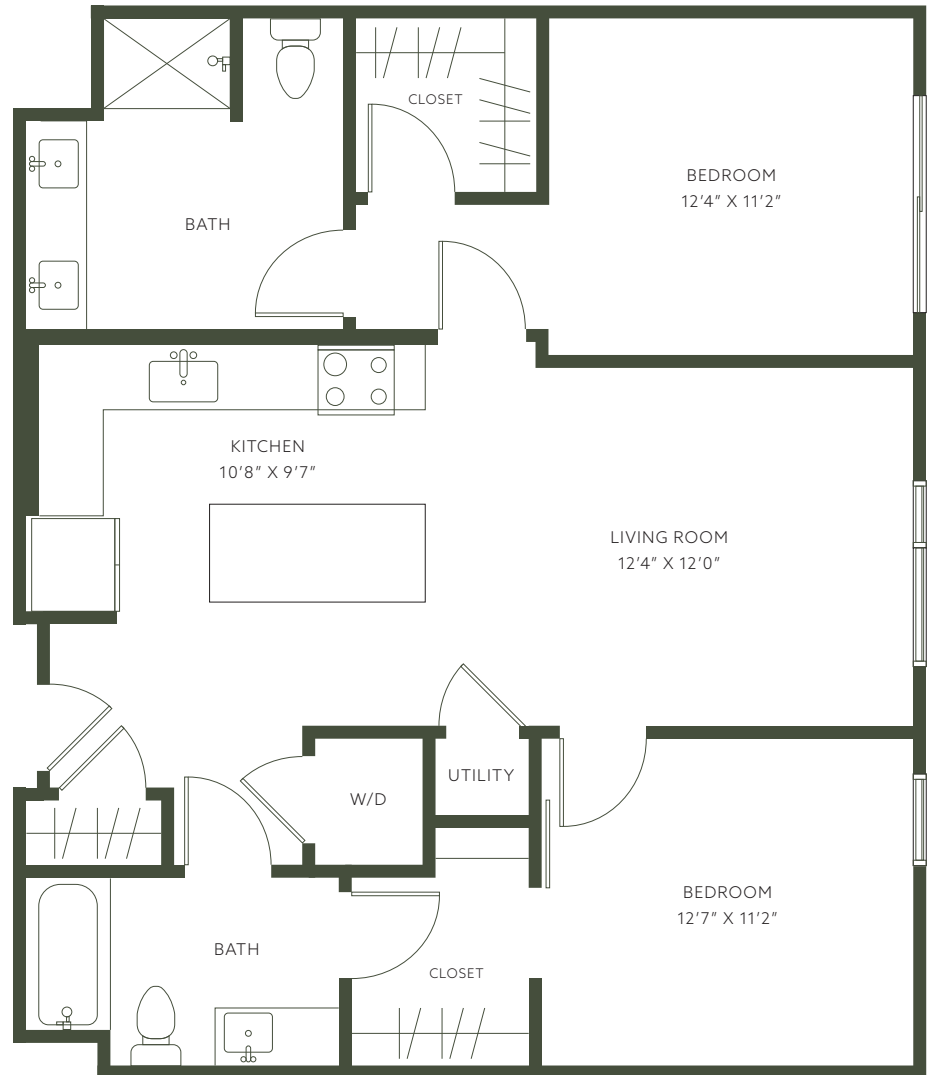 CLOSET
BEDROOM
12’4” X 11’2”
BATH
KITCHEN
10’8” X 9’7”
LIVING ROOM
12’4” X 12’0”
UTILITY
W/D
BEDROOM
12’7” X 11’2”
BATH
CLOSET